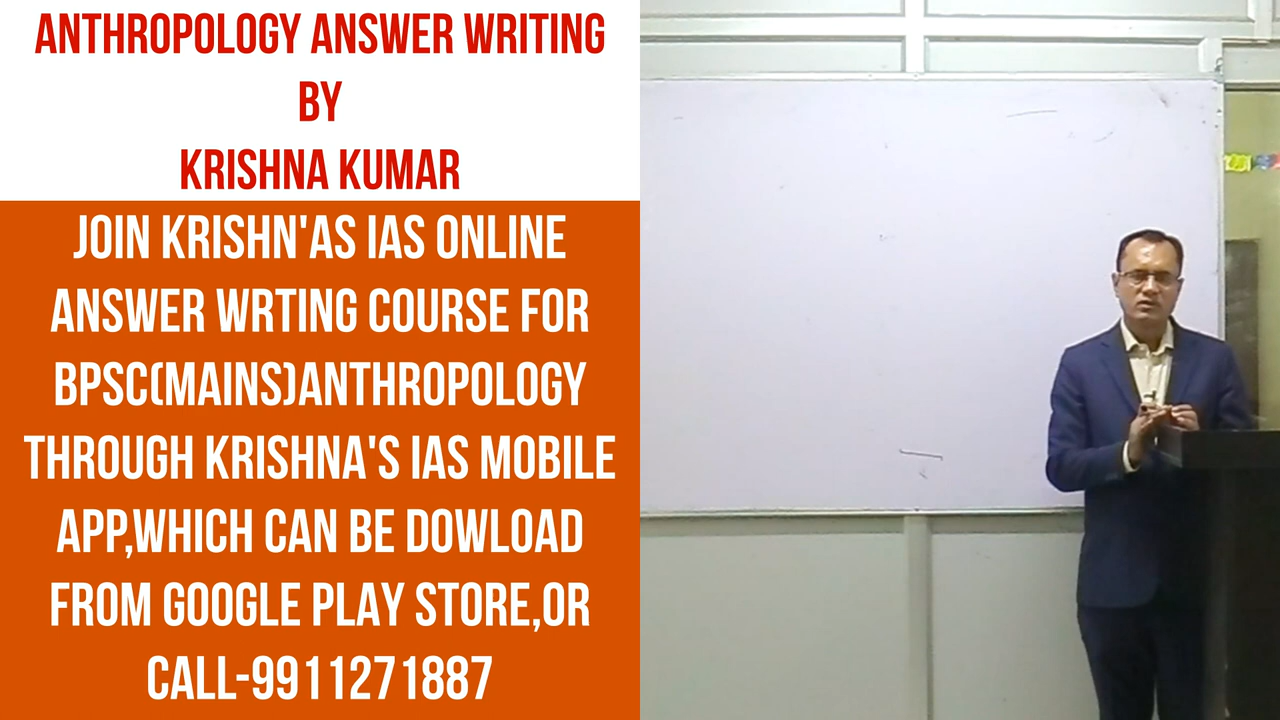 ANTHROPOLOGY ANSWER WRITING
BY
KRISHNA KUMAR
JOIN KRISHN'AS IAS ONLINE
ANSWER WRTING COURSE FOR
BPSC(MAINS)ANTHROPOLOGY
THROUGH KRISHNA'S IAS MOBILE
APP,WHICH CAN BE DOWLOAD
FROM GOOGLE PLAY STORE,OR
CALL-9911271887